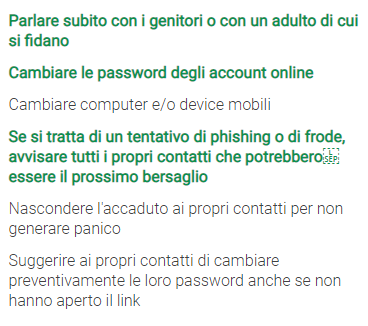 Parlare subito con i genitori o con un adulto di cui
si fidano
Cambiare le password degli account online
Cambiare computer e/o device mobili
Se si tratta di un tentativo di phishing o di frode,
avvisare tutti i propri contatti che potrebbero
essere il prossimo bersaglio
Nascondere l'accaduto ai propri contatti per non
generare panico
Suggerire ai propri contatti di cambiare
preventivamente le loro password anche se non
hanno aperto il link